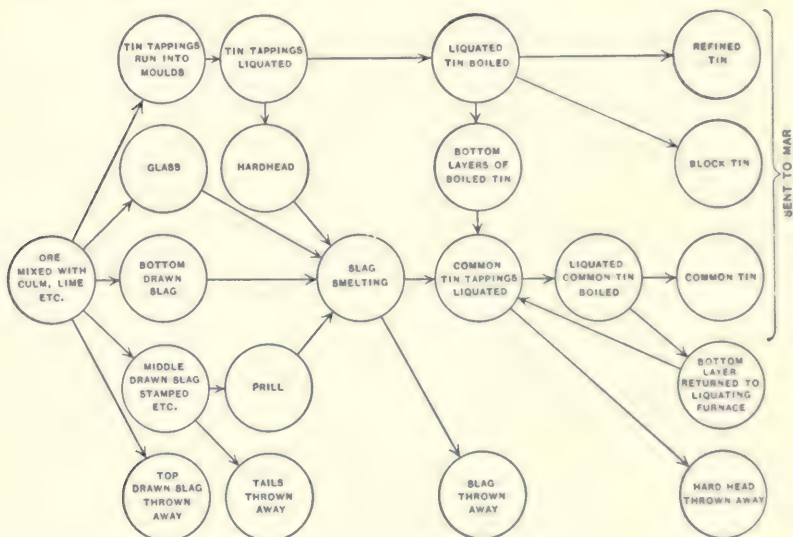 TIN TAPPINGS
RUN INTO
MOULDS
TIN TAPPINGS
LIQUATED
LIQUATED
TIN BOILED
REFINED
TIN
GLASS
HARDHEAD
BOTTOM
LAYERS OF
BOILED TIN
BLOCK TIN
SENT TO MAR
ORE
MIXED WITH
CULM, LIME
ETC.
BOTTOM
DRAWN
SLAG
SLAG
SMELTING
COMMON
TIN TAPPINGS
LIQUATED
LIQUATED
COMMON TIN
BOILED
COMMON TIN
MIDDLE
DRAWN SLAG
STAMPED
ETC.
PRILL
BOTTOM
LAYER
RETURNED TO
LIQUATING
FURNACE
TOP
DRAWN SLAG
THROWN
AWAY
TAILS
THROWN
AWAY
SLAG
THROWN
AWAY
HARD HEAD
THROWN AWAY